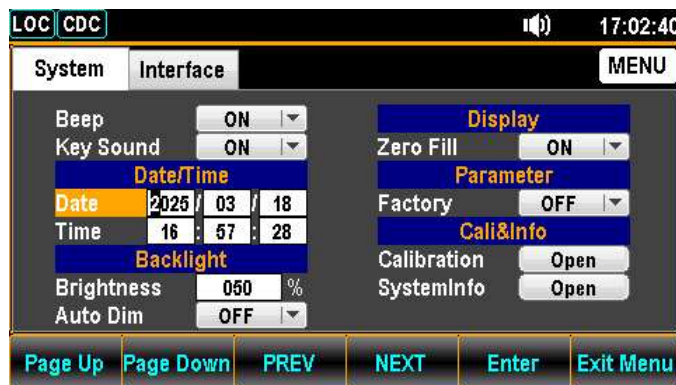 LOC CDC 17:02:40
System Interface MENU
Beep ON
Key Sound ON
Date/Time
Date 2025 / 03 / 18
Time 16 : 57 : 28
Backlight
Brightness 050 %
Auto Dim OFF
Display
Zero Fill ON
Parameter
Factory OFF
Cali&Info
Calibration Open
SystemInfo Open
Page Up Page Down PREV NEXT Enter Exit Menu